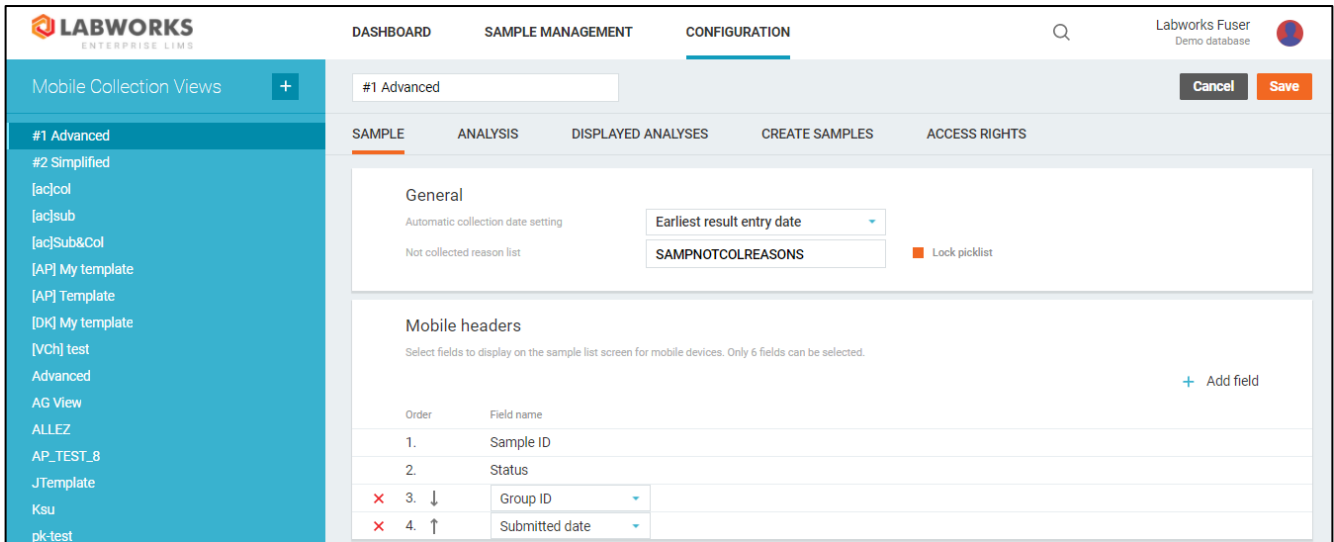 LABWORKS
ENTERPRISE LIMS
DASHBOARD SAMPLE MANAGEMENT CONFIGURATION
Labworks Fuser
Demo database
Mobile Collection Views +
#1 Advanced
#2 Simplified
[ac]col
[ac]sub
[ac]Sub&Col
[AP] My template
[AP] Template
[DK] My template
[VCh] test
Advanced
AG View
ALLEZ
AP_TEST_8
JTemplate
Ksu
pk-test
#1 Advanced
Cancel Save
SAMPLE ANALYSIS DISPLAYED ANALYSES CREATE SAMPLES ACCESS RIGHTS
General
Automatic collection date setting Earliest result entry date
Not collected reason list SAMPNOTCOLREASONS Lock picklist
Mobile headers
Select fields to display on the sample list screen for mobile devices. Only 6 fields can be selected.
+ Add field
Order Field name
1. Sample ID
2. Status
3. Group ID
4. Submitted date